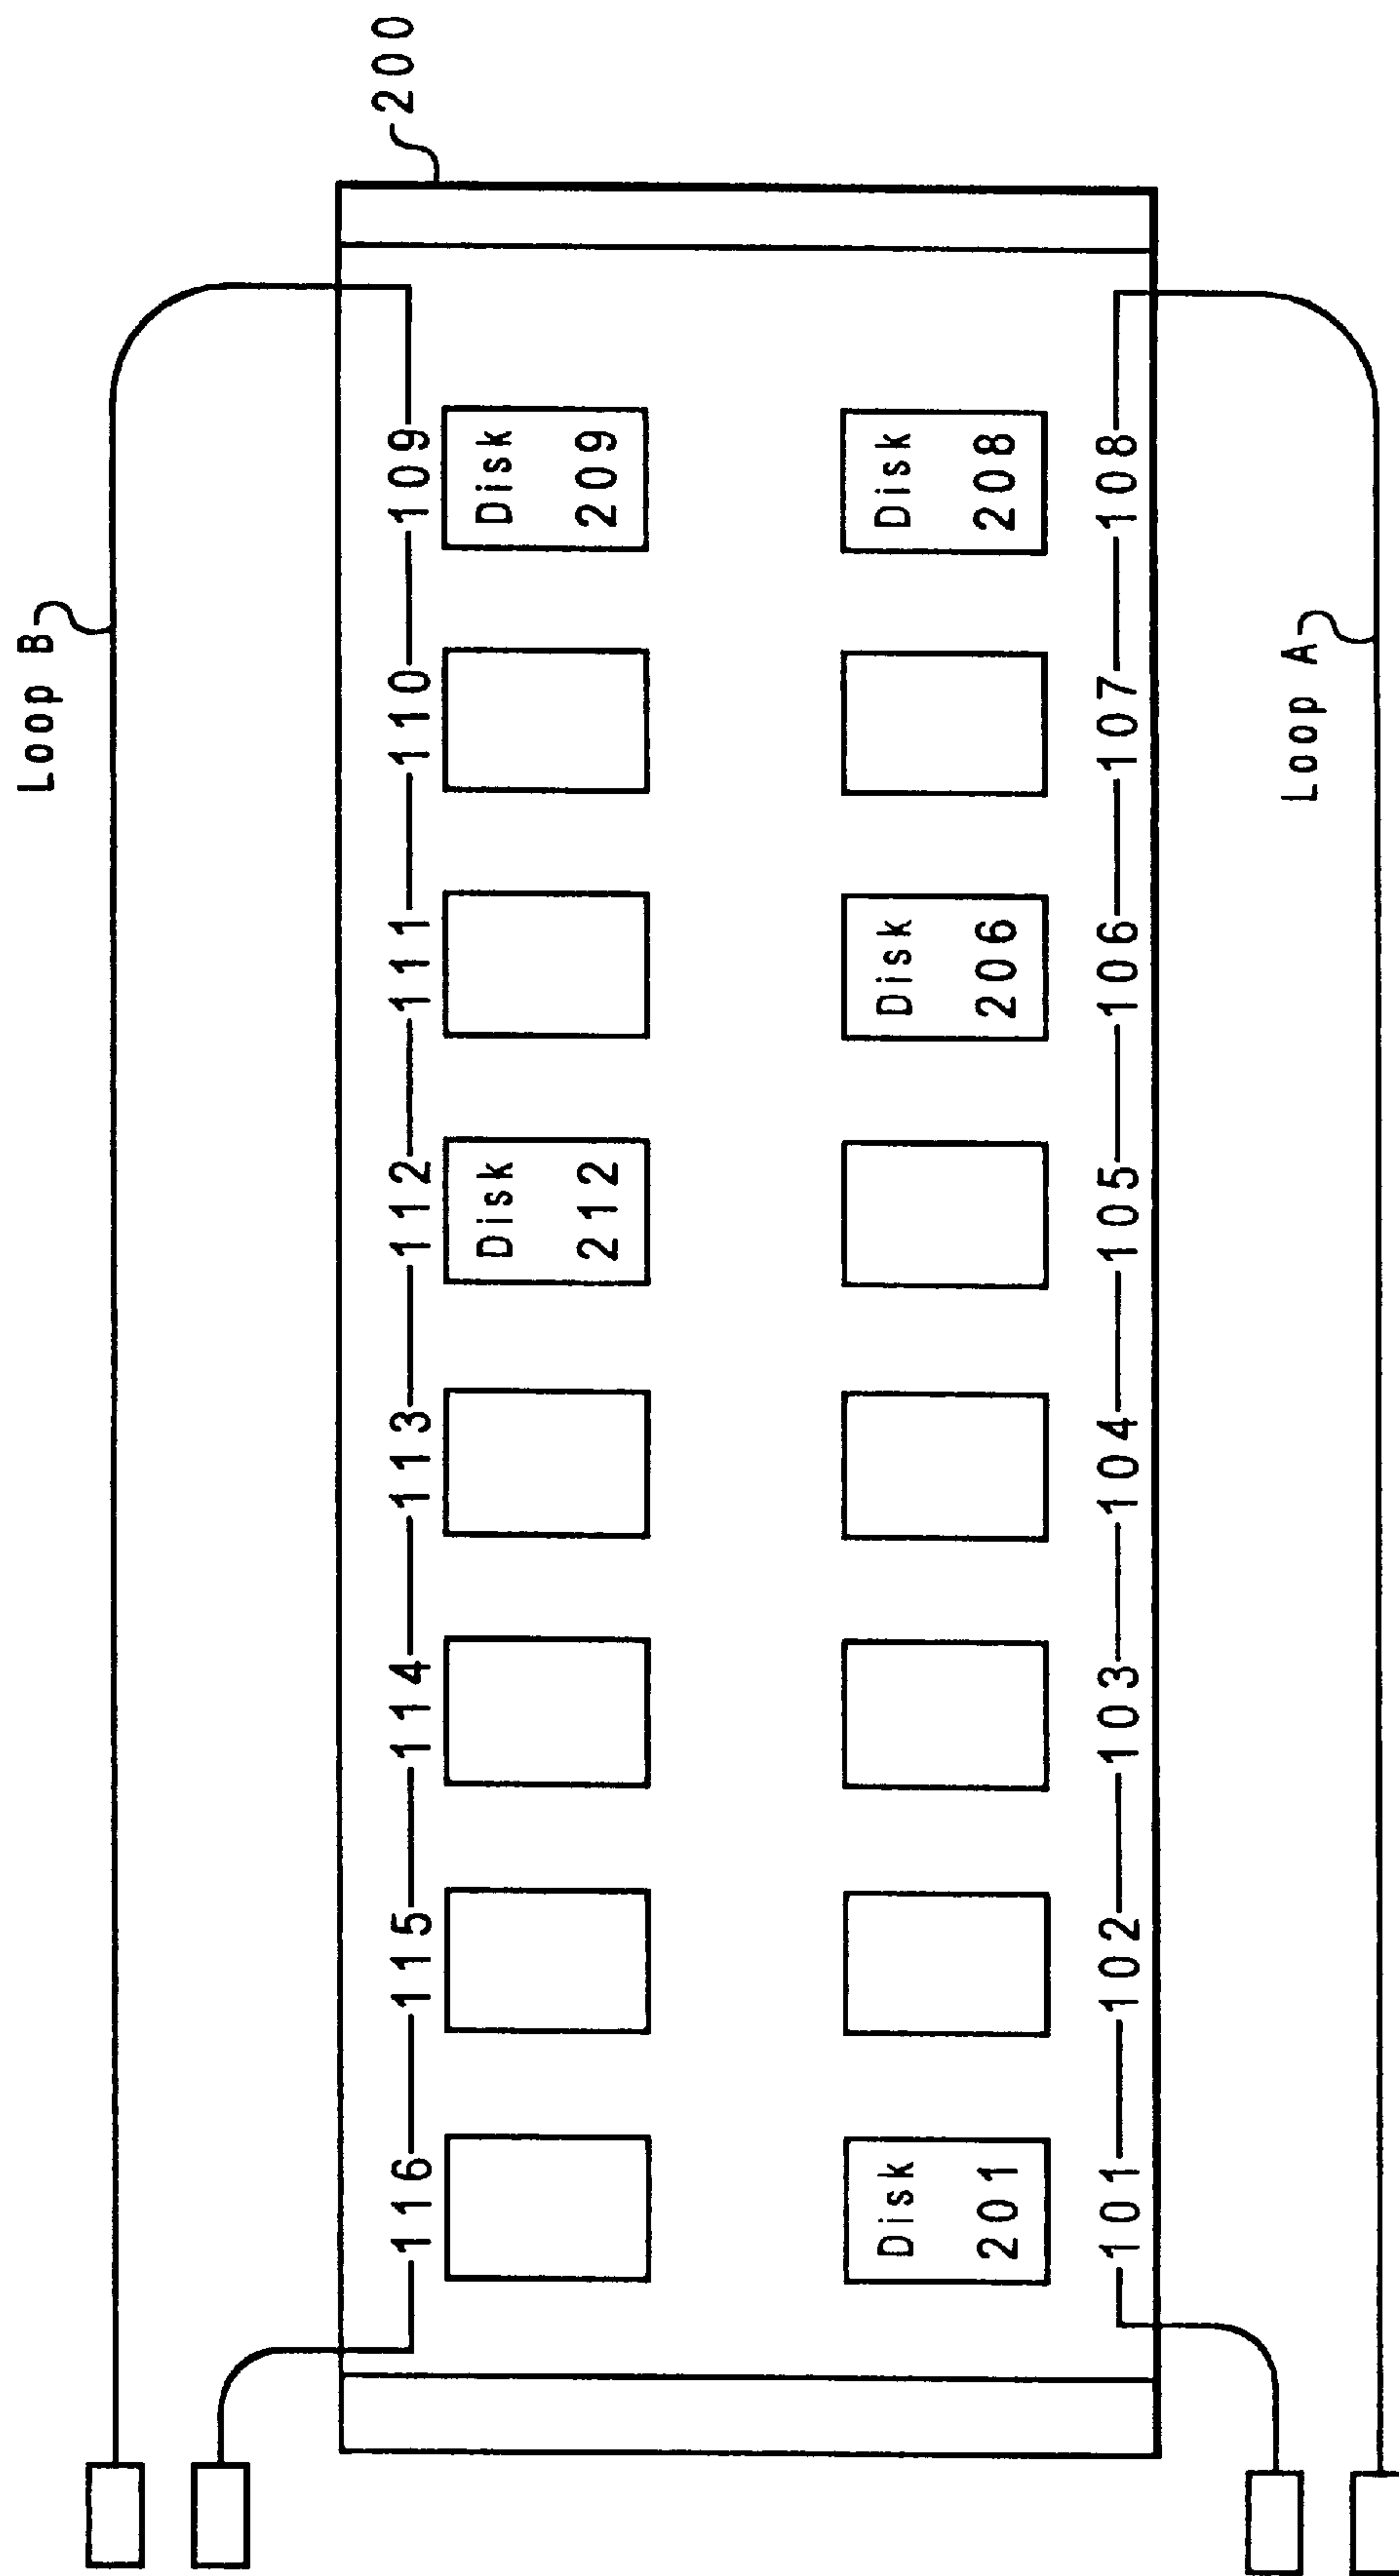 Loop B
200
116 115 114 113 112 111 110 109
Disk 212
Disk 209
Disk 201
Disk 206
Disk 208
101 102 103 104 105 106 107 108
Loop A